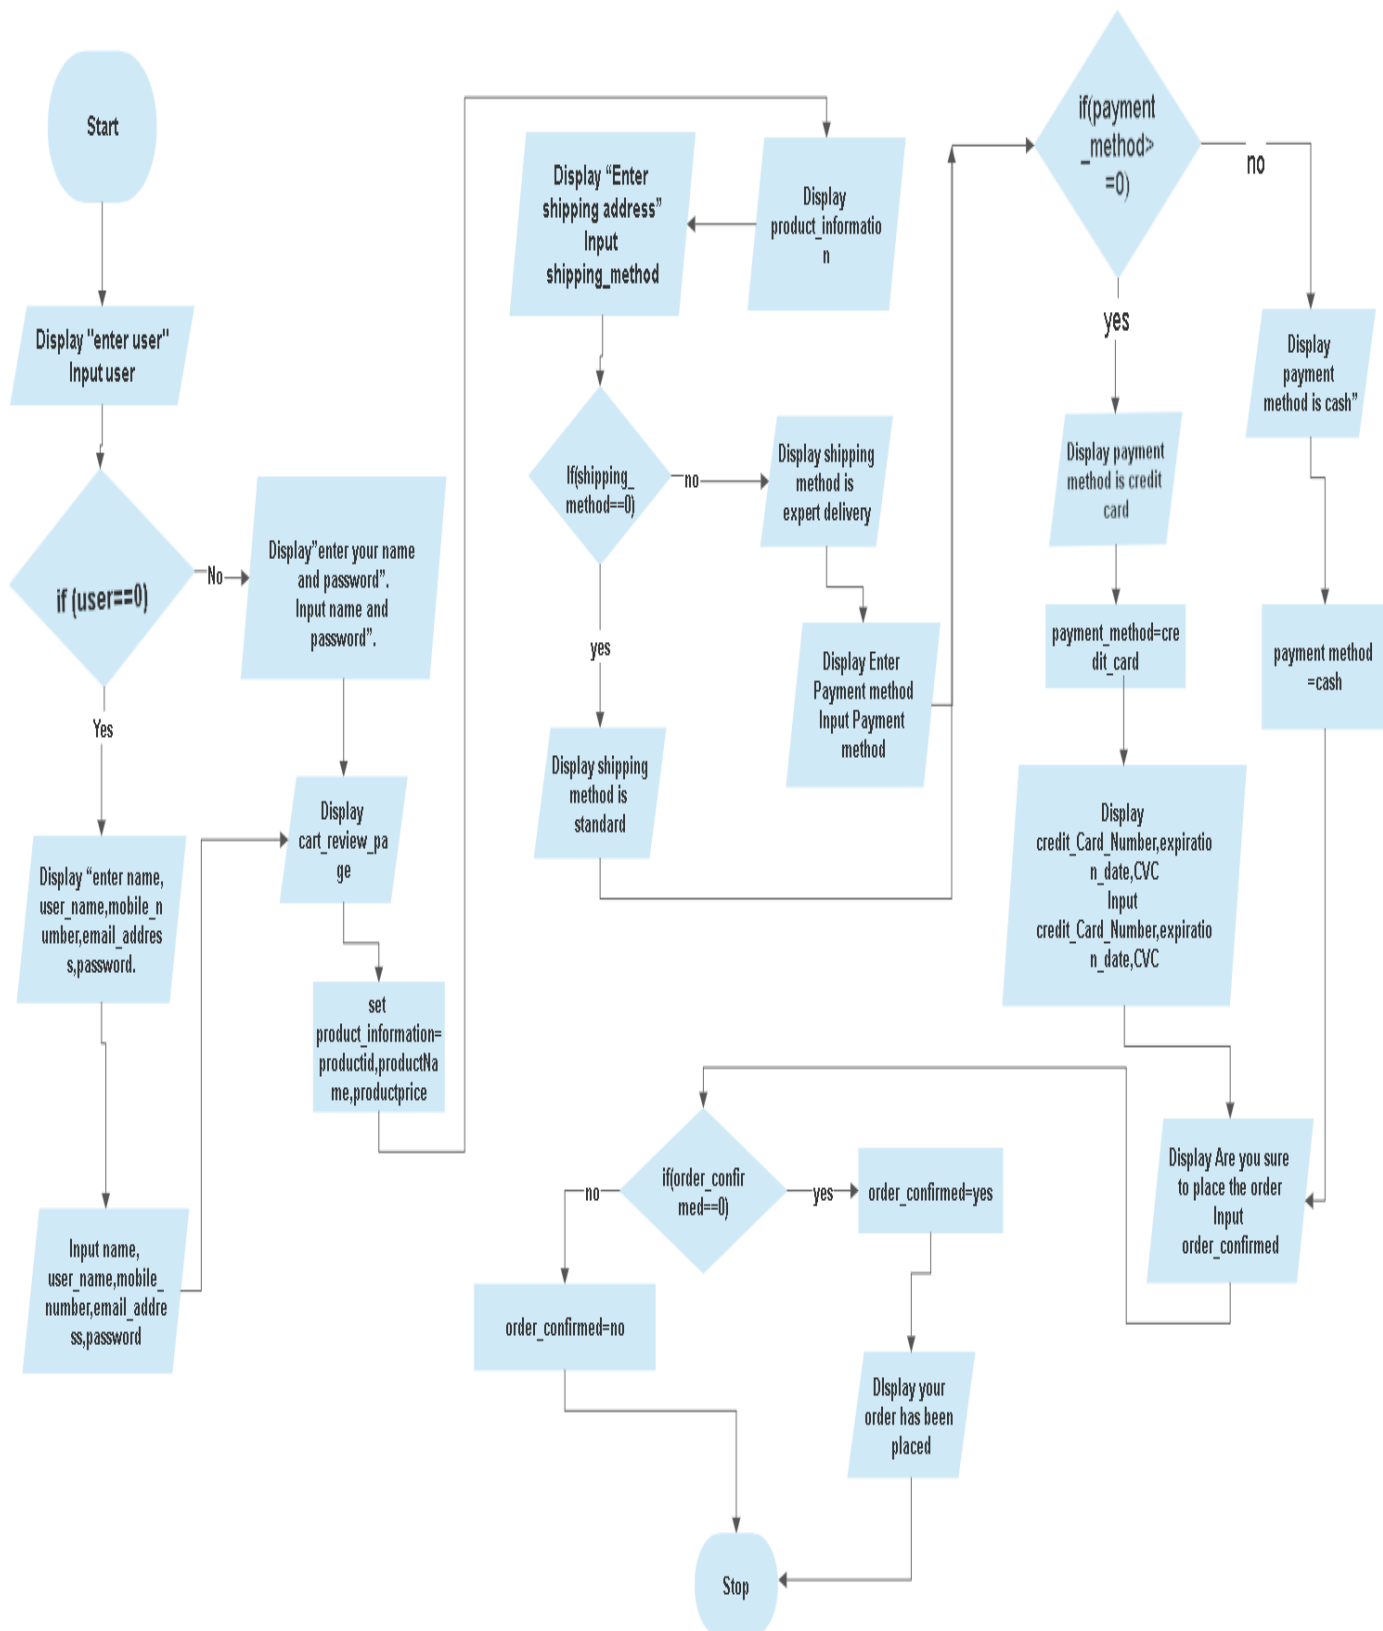 Start
Display "enter user"
Input user
if (user==0)
No
Yes
Display”enter your name
and password”.
Input name and
password”.
Display “enter name,
user_name,mobile_n
umber,email_addres
s,password.
Input name,
user_name,mobile_
number,email_addre
ss,password
Display
cart_review_pa
ge
set
product_information=
productid,productNa
me,productprice
Display
product_informatio
n
Display “Enter
shipping address”
Input
shipping_method
If(shipping_
method==0)
no
yes
Display shipping
method is
expert delivery
Display shipping
method is
standard
Display Enter
Payment method
Input Payment
method
if(payment
_method>
=0)
no
yes
Display
payment
method is cash”
payment method
=cash
Display payment
method is credit
card
payment_method=cre
dit_card
Display
credit_Card_Number,expiratio
n_date,CVC
Input
credit_Card_Number,expiratio
n_date,CVC
Display Are you sure
to place the order
Input
order_confirmed
if(order_confir
med==0)
no
yes
order_confirmed=yes
order_confirmed=no
DIsplay your
order has been
placed
Stop